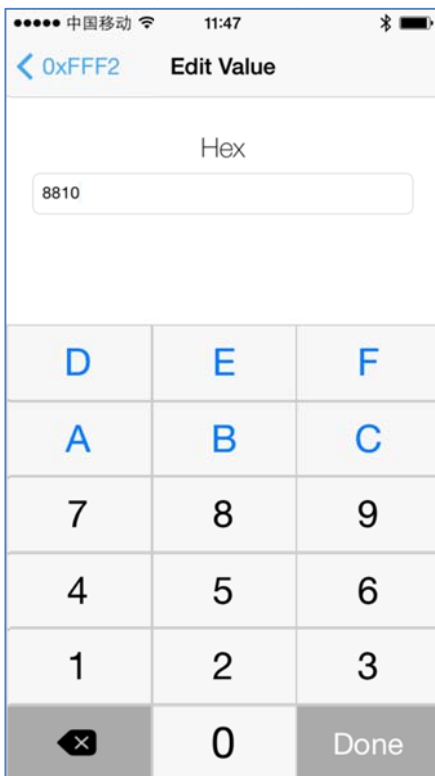 中国移动 11:47
0xFFF2 Edit Value
Hex
8810
D E F
A B C
7 8 9
4 5 6
1 2 3
0 Done